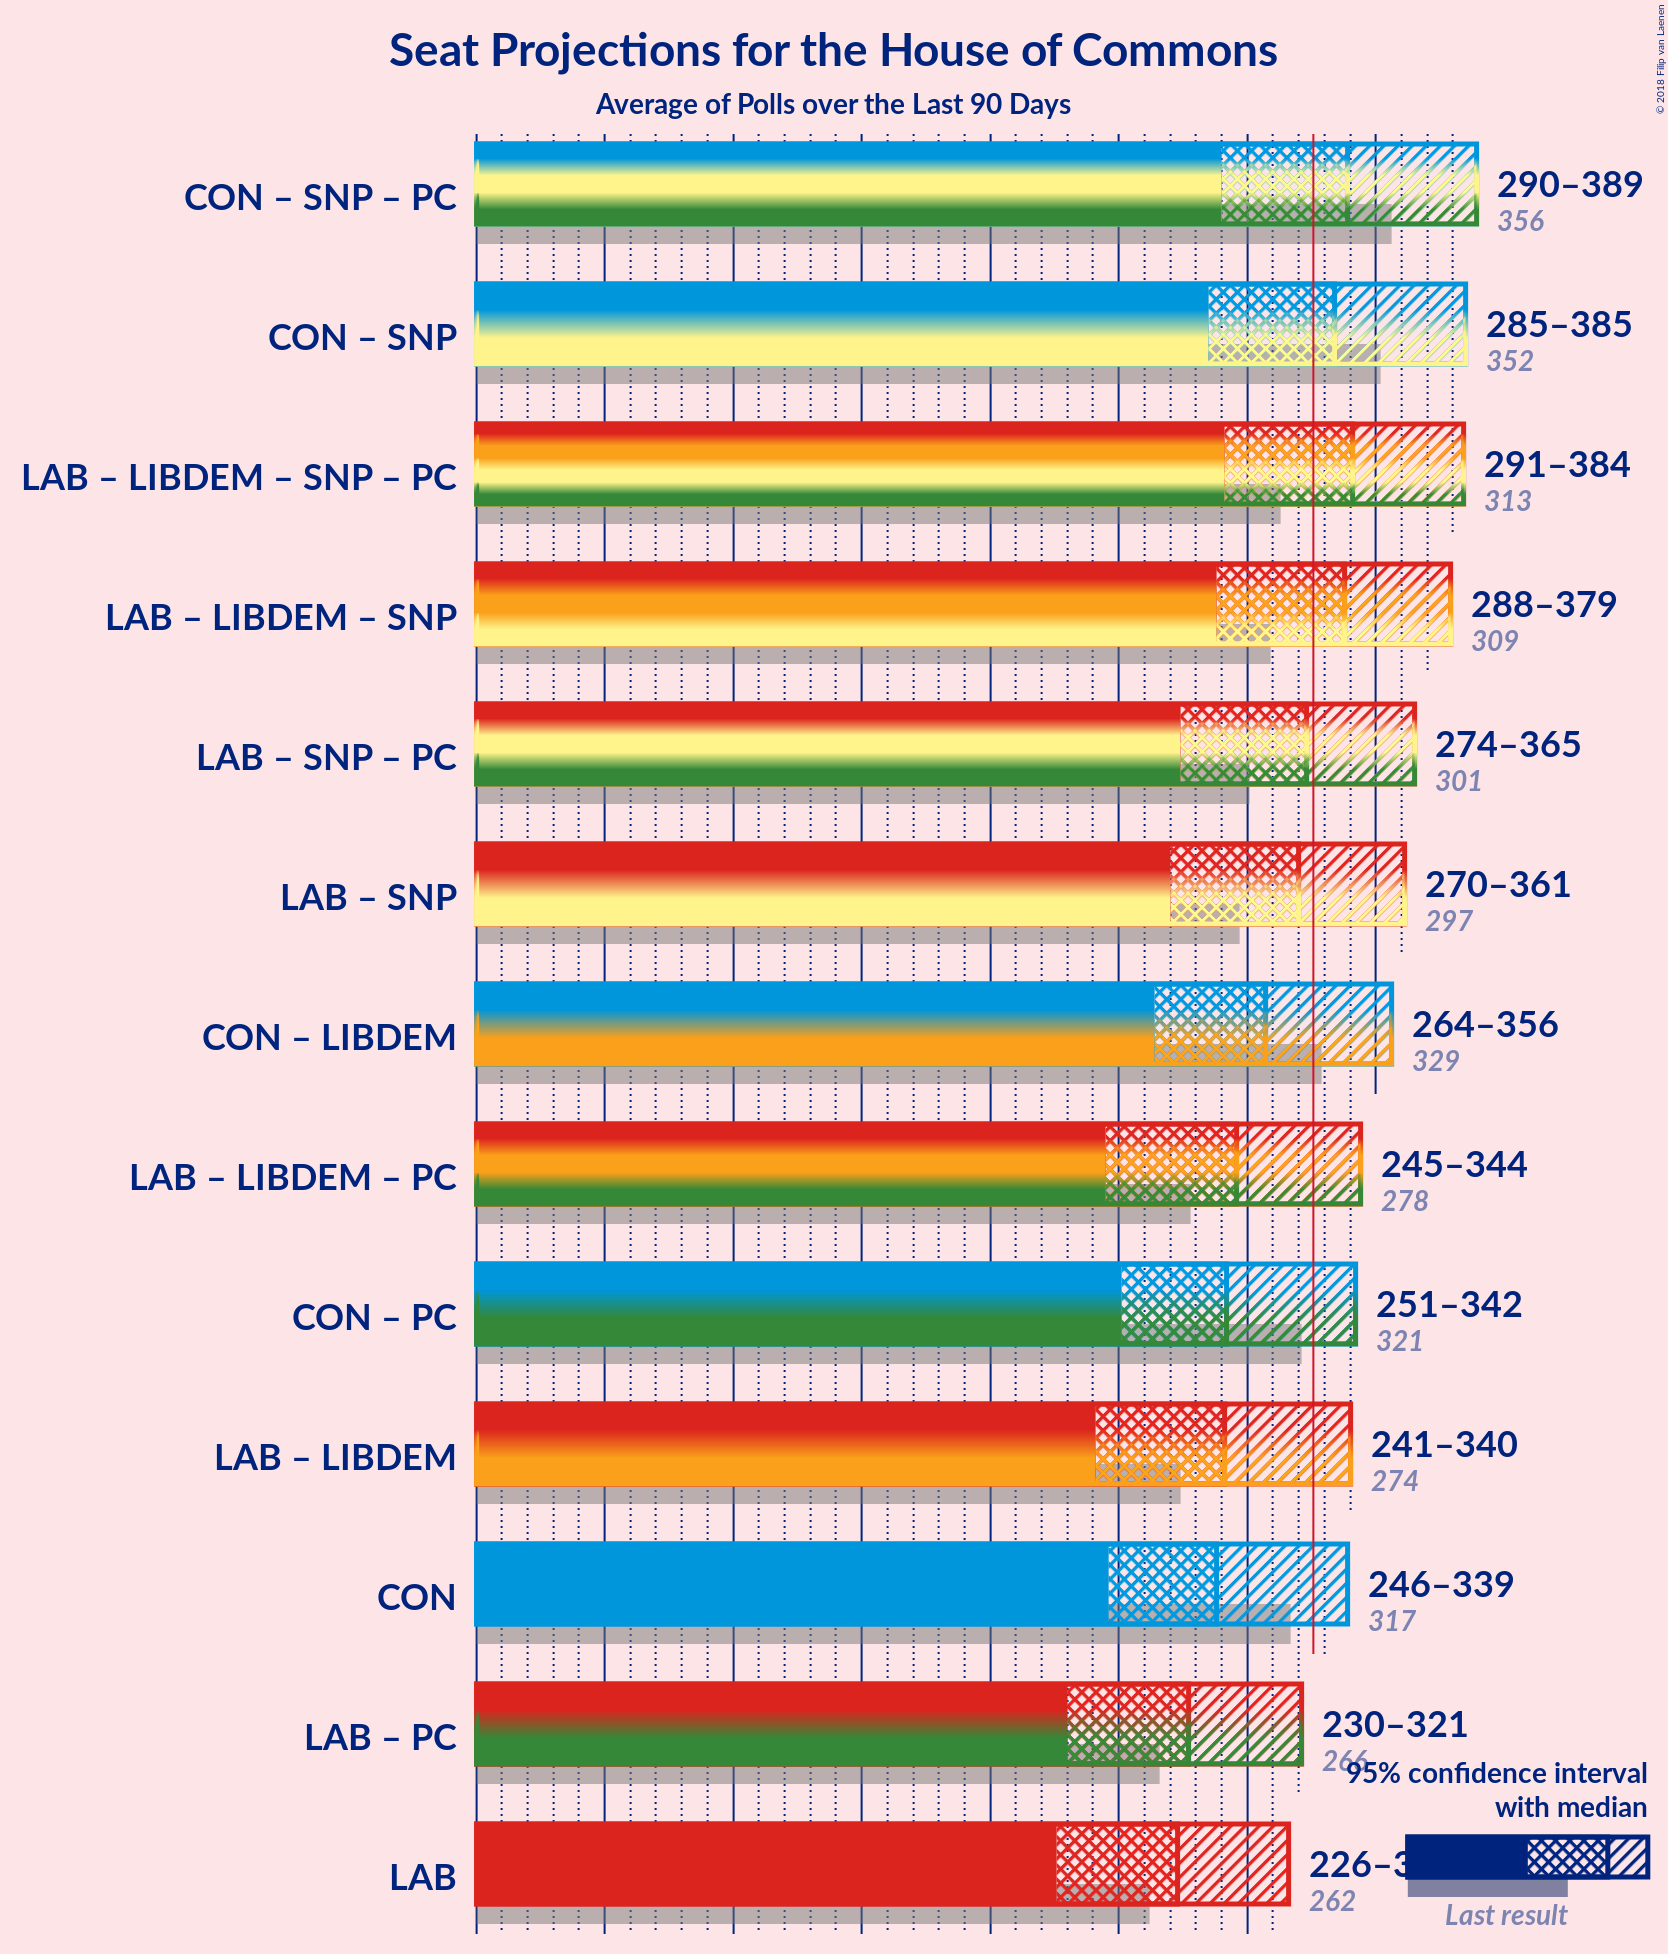 Seat Projections for the House of Commons
Average of Polls over the Last 90 Days
© 2018 Filip van Laenen
CON – SNP – PC
290–389
356
CON – SNP
285–385
352
LAB – LIBDEM – SNP – PC
291–384
313
LAB – LIBDEM – SNP
288–379
309
LAB – SNP – PC
274–365
301
LAB – SNP
270–361
297
CON – LIBDEM
264–356
329
LAB – LIBDEM – PC
245–344
278
CON – PC
251–342
321
LAB – LIBDEM
241–340
274
CON
246–339
317
LAB – PC
230–321
266
95% confidence interval
with median
LAB
226–3
262
Last result